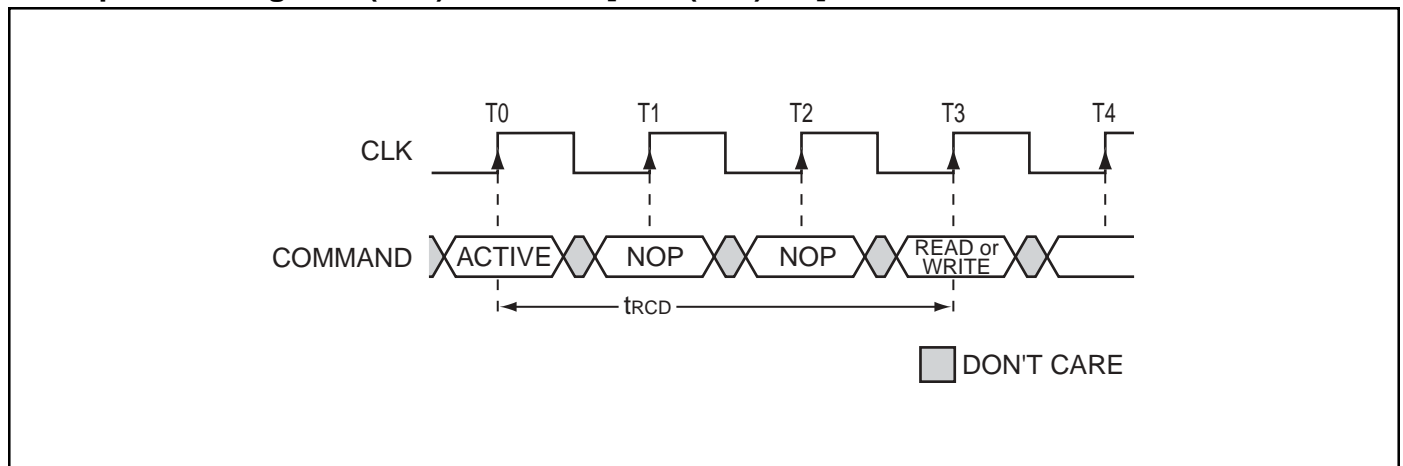 T0 T1 T2 T3 T4
CLK
COMMAND ACTIVE NOP NOP READ or
WRITE
tRCD
DON'T CARE